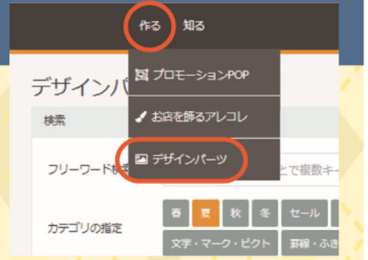 作る 知る
プロモーションPOP
デザインパ
お店を飾るアレコレ
検索
デザインパーツ
フリーワード検
とで複数キー
春 夏 秋 冬 セール
カテゴリの指定
文字・マーク・ピクト 罫線・ふき